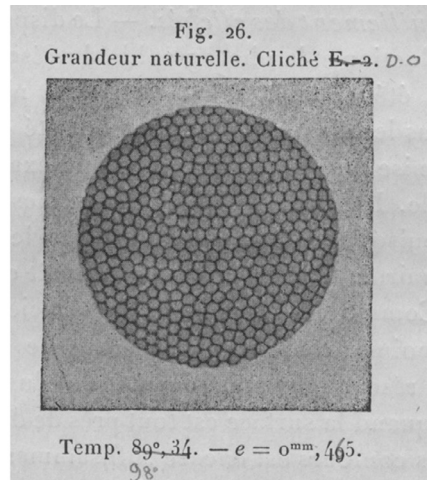 Fig. 26.
Grandeur naturelle. Cliché E.-2. D-O
Temp. 89°,34. — e = 0ᵐᵐ,465.
98°